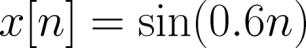 x[n] = sin(0.6n)